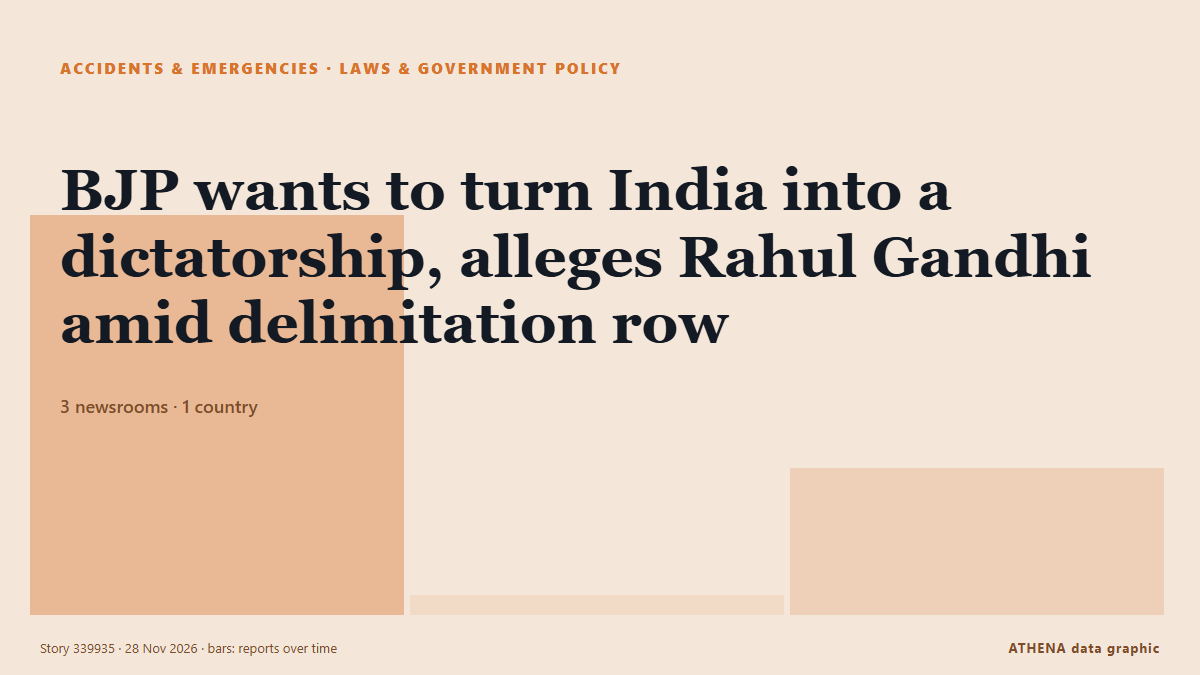 ACCIDENTS & EMERGENCIES · LAWS & GOVERNMENT POLICY
BJP wants to turn India into a
dictatorship, alleges Rahul Gandhi
amid delimitation row
3 newsrooms · 1 country
Story 339935 · 28 Nov 2026 · bars: reports over time
ATHENA data graphic